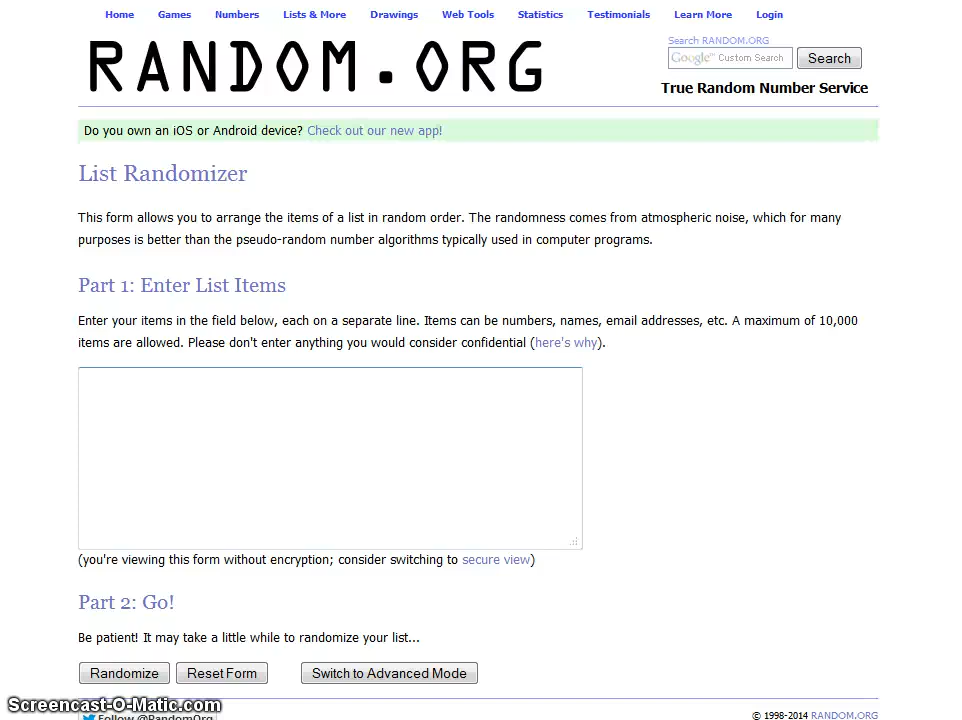 Home Games Numbers Lists & More Drawings Web Tools Statistics Testimonials Learn More Login
RANDOM.ORG
Search RANDOM.ORG
Google™ Custom Search Search
True Random Number Service
Do you own an iOS or Android device? Check out our new app!
List Randomizer
This form allows you to arrange the items of a list in random order. The randomness comes from atmospheric noise, which for many
purposes is better than the pseudo-random number algorithms typically used in computer programs.
Part 1: Enter List Items
Enter your items in the field below, each on a separate line. Items can be numbers, names, email addresses, etc. A maximum of 10,000
items are allowed. Please don't enter anything you would consider confidential (here's why).
(you're viewing this form without encryption; consider switching to secure view)
Part 2: Go!
Be patient! It may take a little while to randomize your list...
Randomize Reset Form Switch to Advanced Mode
Screencast-O-Matic.com
Follow @RandomOrg
© 1998-2014 RANDOM.ORG